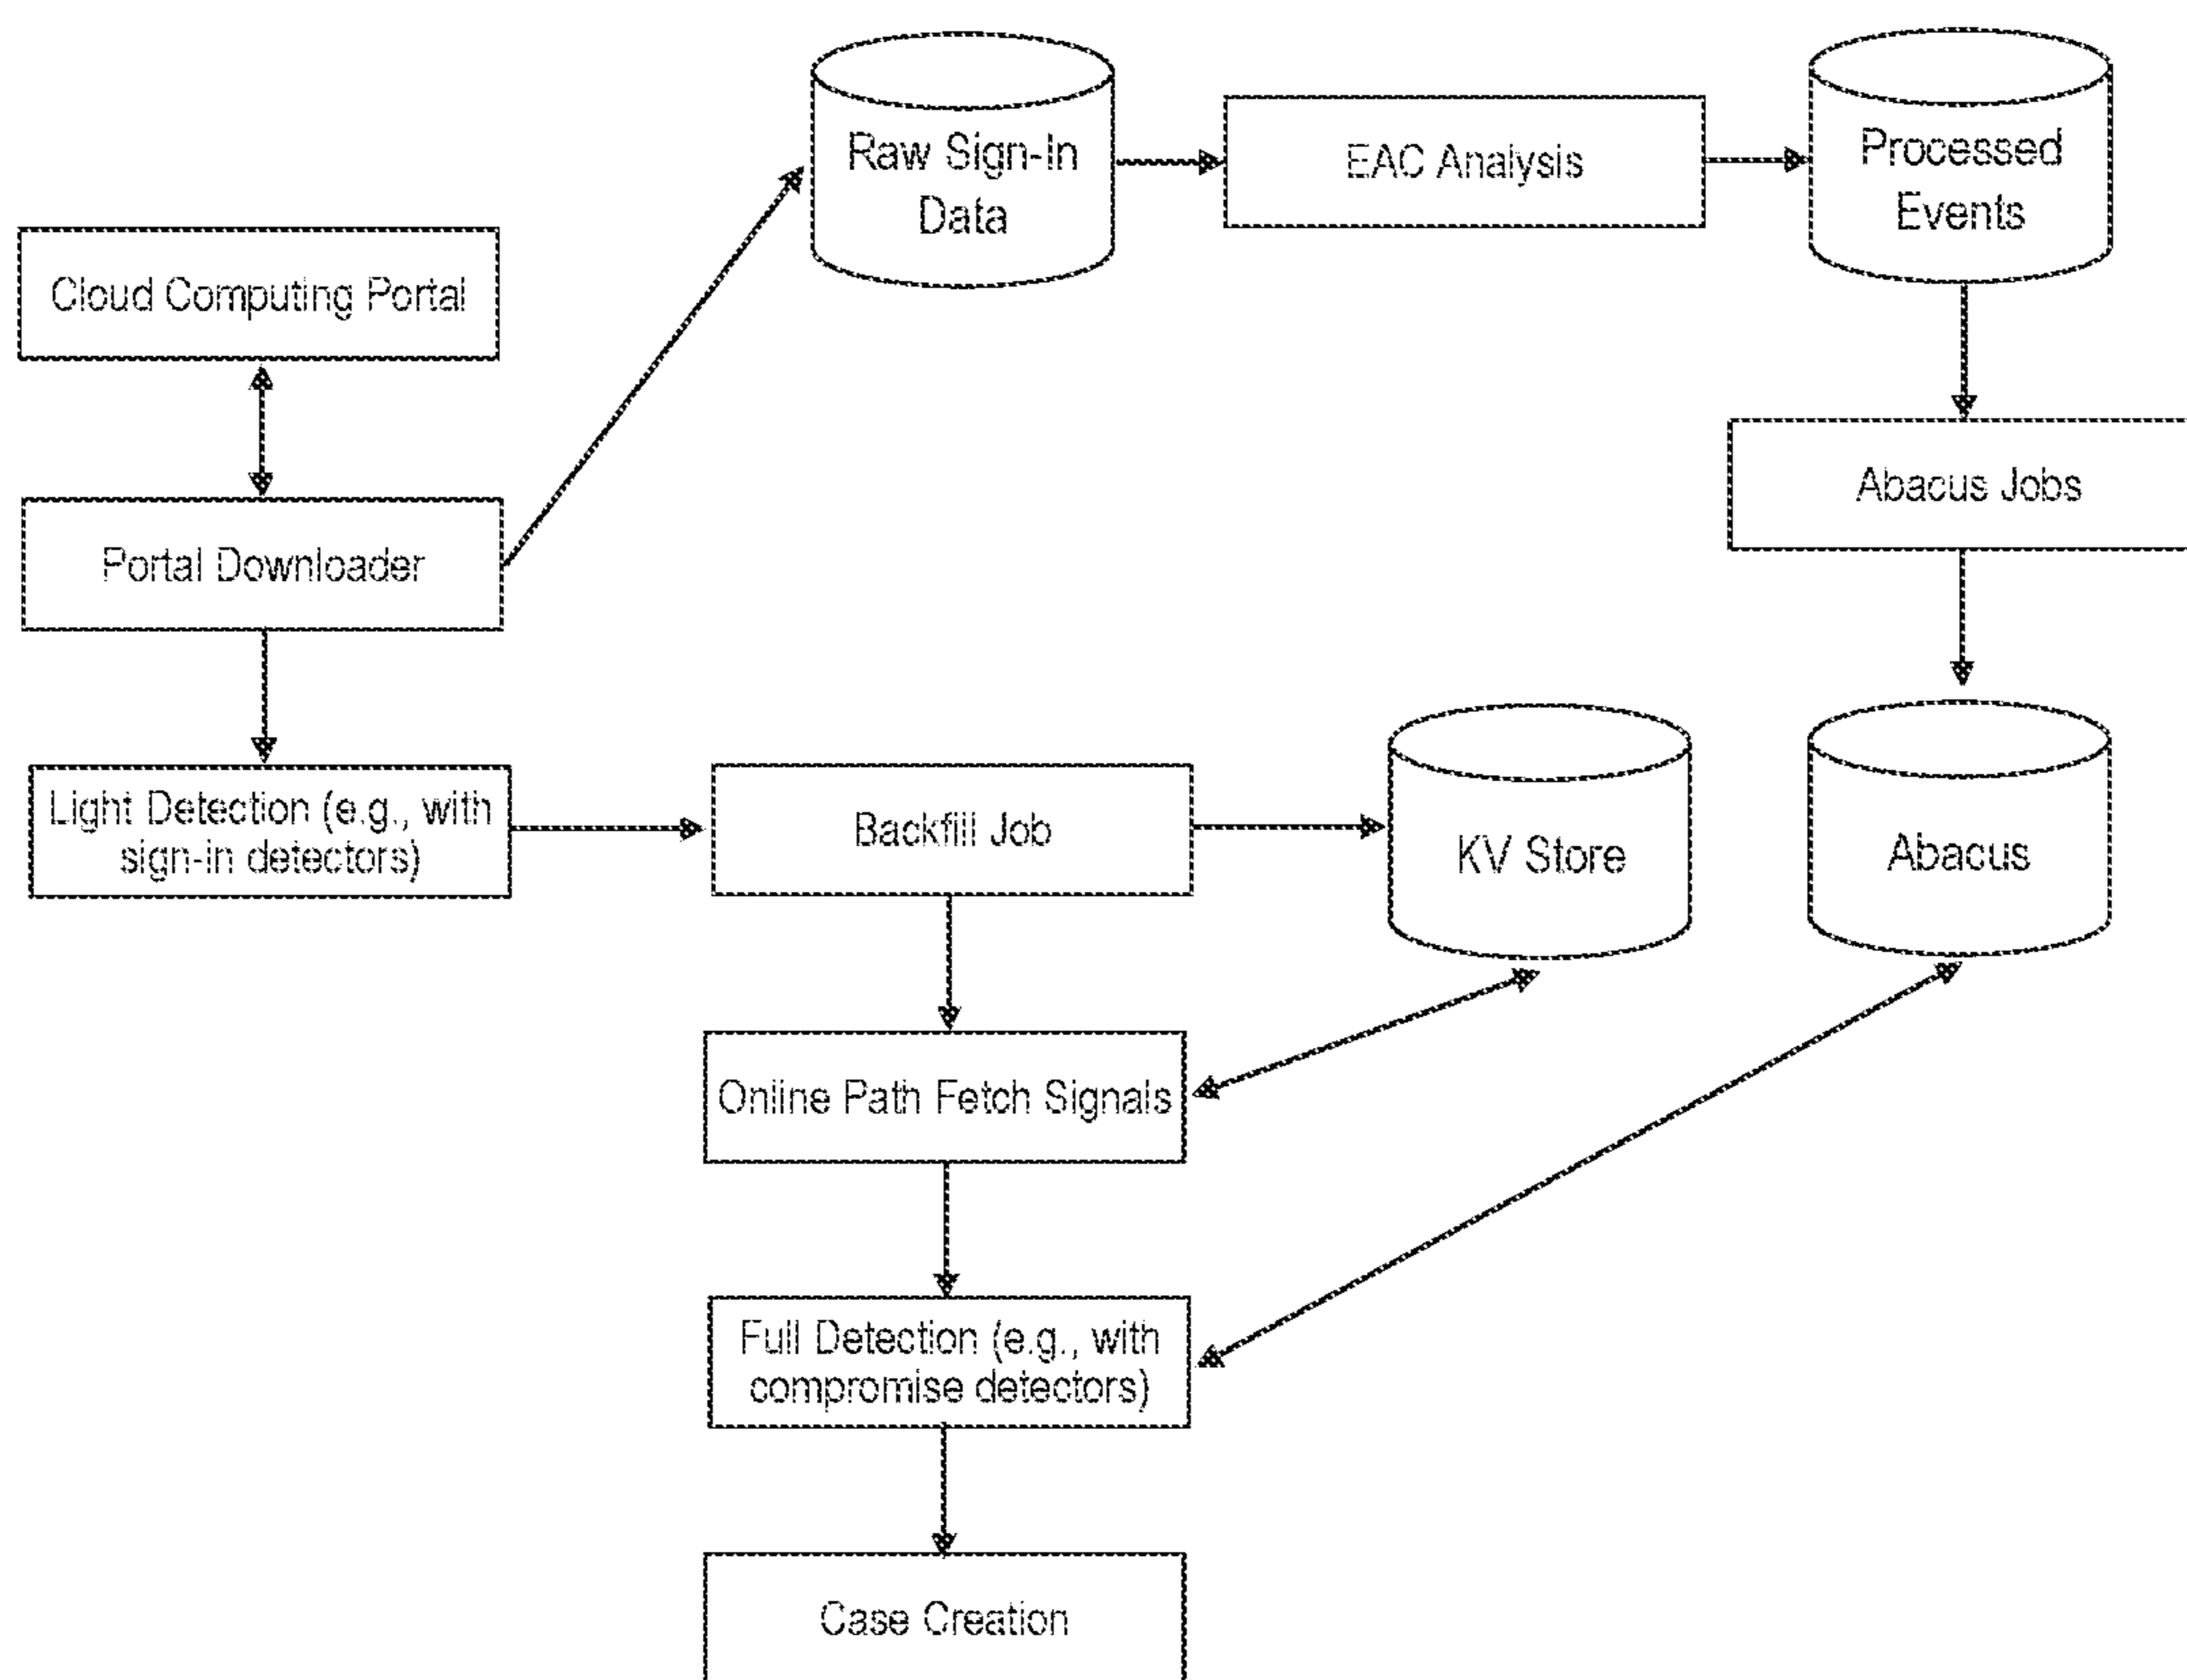 Raw Sign-In
Data
EAC Analysis
Processed
Events
Cloud Computing Portal
Abacus Jobs
Portal Downloader
Light Detection (e.g., with
sign-in detectors)
Backfill Job
KV Store
Abacus
Online Path Fetch Signals
Full Detection (e.g., with
compromise detectors)
Case Creation